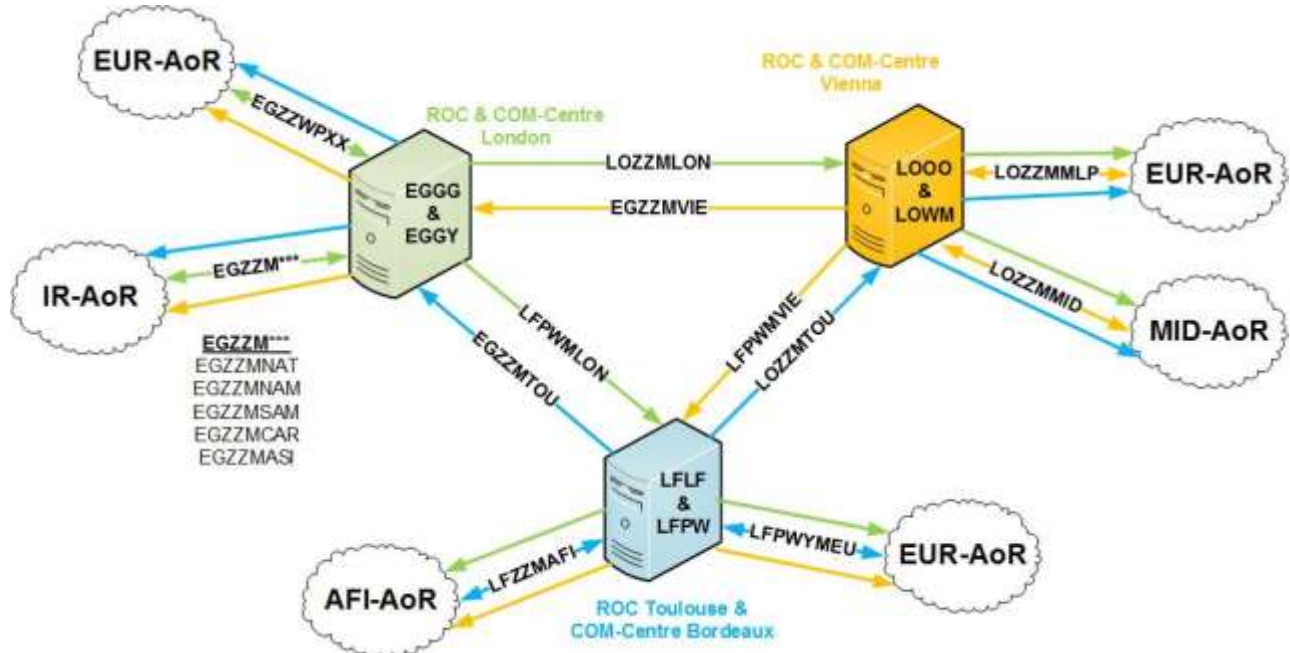 EUR-AoR
EGZZWPXX
ROC & COM-Centre
London
ROC & COM-Centre
Vienna
EGGG
&
EGGY
LOZZMLON
EGZZMVIE
LOOO
&
LOWM
LOZZMMLP
EUR-AoR
IR-AoR
EGZZM***
LOZZMMID
MID-AoR
EGZZM***
EGZZMNAT
EGZZMNAM
EGZZMSAM
EGZZMCAR
EGZZMASI
LFPWMLON
EGZZMTOU
LFPWMVIE
LOZZMTOU
LFLF
&
LFPW
AFI-AoR
LFZZMAFI
LFPWYMEU
EUR-AoR
ROC Toulouse &
COM-Centre Bordeaux